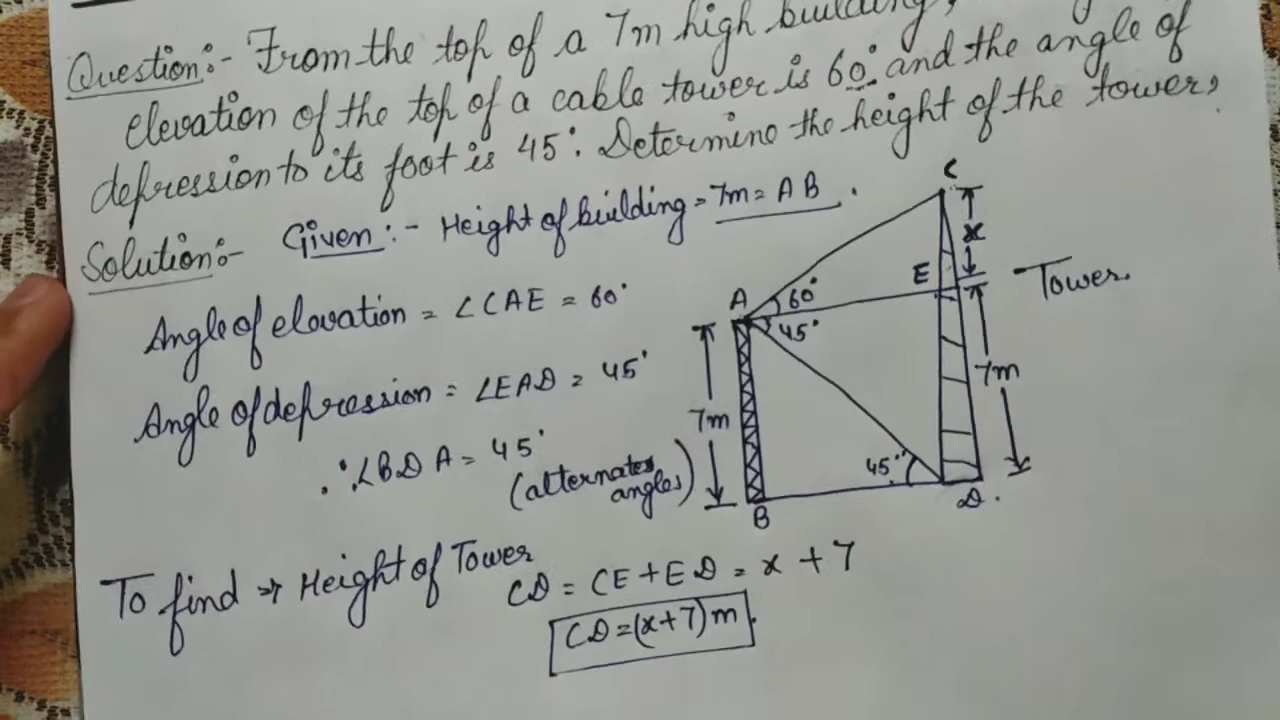 Question:- From the top of a 7m high building,
elevation of the top of a cable tower is 60° and the angle of
depression to its foot is 45°. Determine the height of the tower,
Solution:- Given:- Height of building = 7m = AB.
Angle of elevation = ∠CAE = 60°
Angle of depression = ∠EAD = 45°
∴ ∠BDA = 45°
(alternates angles)
To find → Height of Tower
CD = CE + ED = x + 7
CD = (x+7)m.
C
x
E
Tower.
A
60°
45°
7m
7m
45°
B
D.